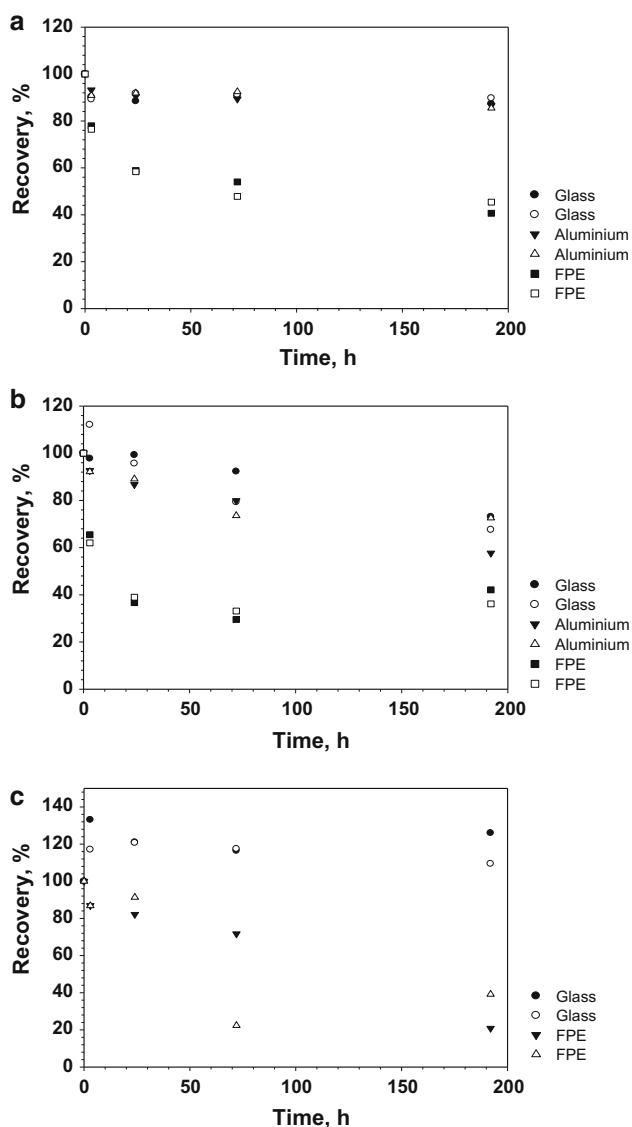 a
120
100
80
60
40
20
0
Recovery, %
0 50 100 150 200
Time, h
Glass
Glass
Aluminium
Aluminium
FPE
FPE
b
120
100
80
60
40
20
0
Recovery, %
0 50 100 150 200
Time, h
Glass
Glass
Aluminium
Aluminium
FPE
FPE
c
140
120
100
80
60
40
20
0
Recovery, %
0 50 100 150 200
Time, h
Glass
Glass
FPE
FPE